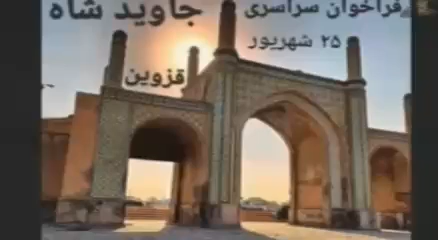 فراخوان سراسری
۲۵ شهریور
جاوید شاه
قزوین